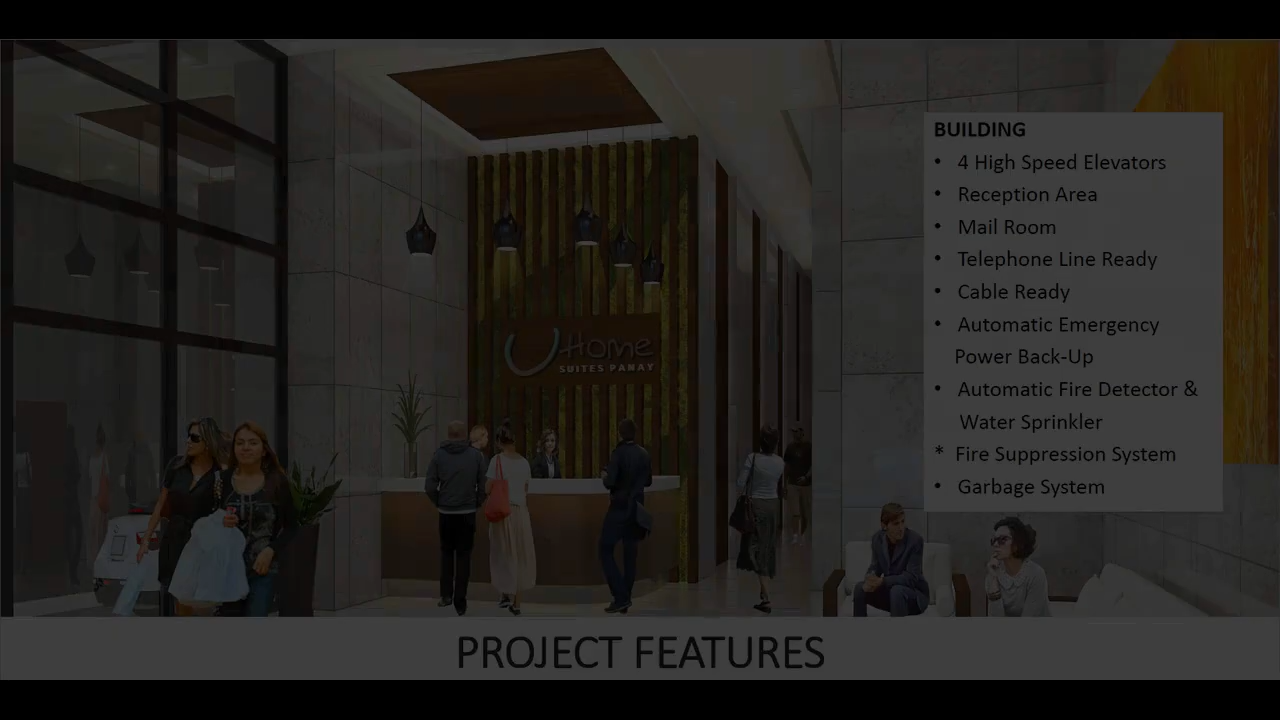 BUILDING
• 4 High Speed Elevators
• Reception Area
• Mail Room
• Telephone Line Ready
• Cable Ready
• Automatic Emergency
Power Back-Up
• Automatic Fire Detector &
Water Sprinkler
* Fire Suppression System
• Garbage System
UHome
SUITES PANAY
PROJECT FEATURES